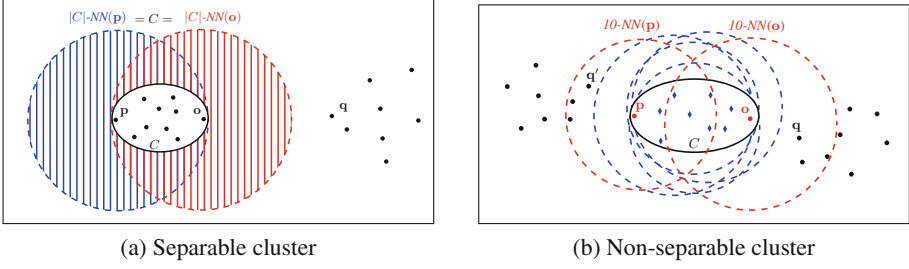 |C|-NN(p) = C = |C|-NN(o)
p
o
C
q
(a) Separable cluster
10-NN(p)
10-NN(o)
q′
p
o
C
q
(b) Non-separable cluster